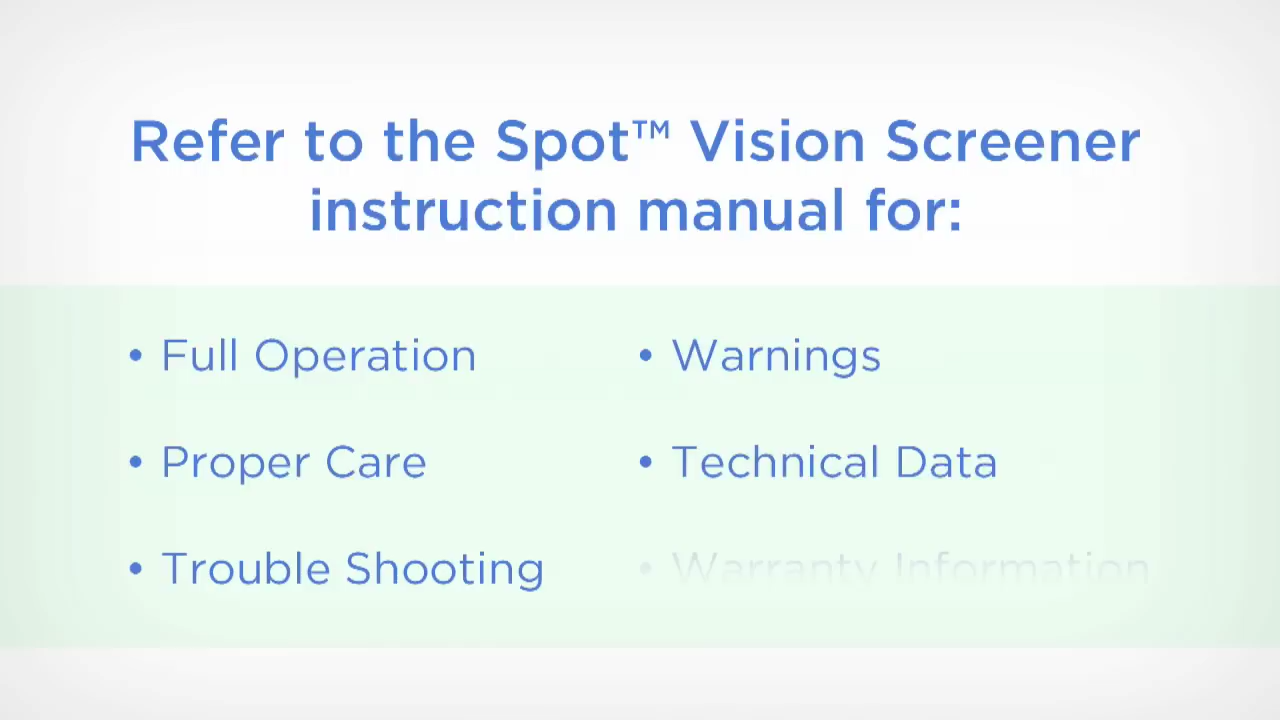 Refer to the Spot™ Vision Screener
instruction manual for:
• Full Operation
• Proper Care
• Trouble Shooting
• Warnings
• Technical Data
• Warranty Information